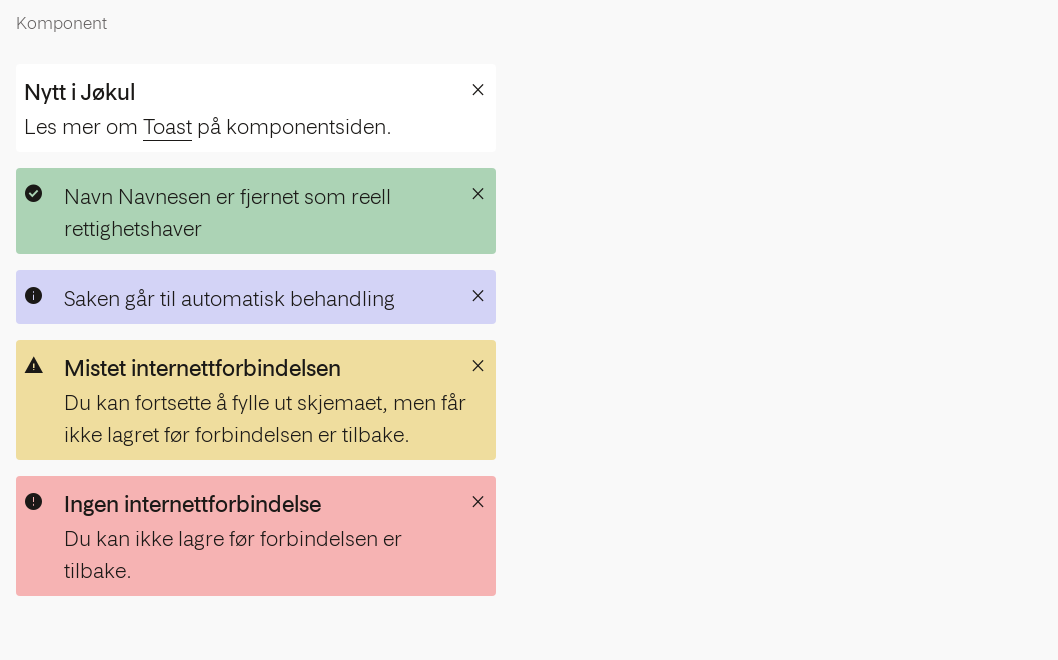 Komponent
Nytt i Jøkul
Les mer om Toast på komponentsiden.
Navn Navnesen er fjernet som reell
rettighetshaver
Saken går til automatisk behandling
Mistet internettforbindelsen
Du kan fortsette å fylle ut skjemaet, men får
ikke lagret før forbindelsen er tilbake.
Ingen internettforbindelse
Du kan ikke lagre før forbindelsen er
tilbake.